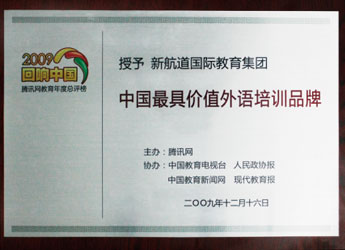 2009
回响中国
腾讯网教育年度总评榜
授予 新航道国际教育集团
中国最具价值外语培训品牌
主办：腾讯网
协办：中国教育电视台 人民政协报
中国教育新闻网 现代教育报
二〇〇九年十二月十六日